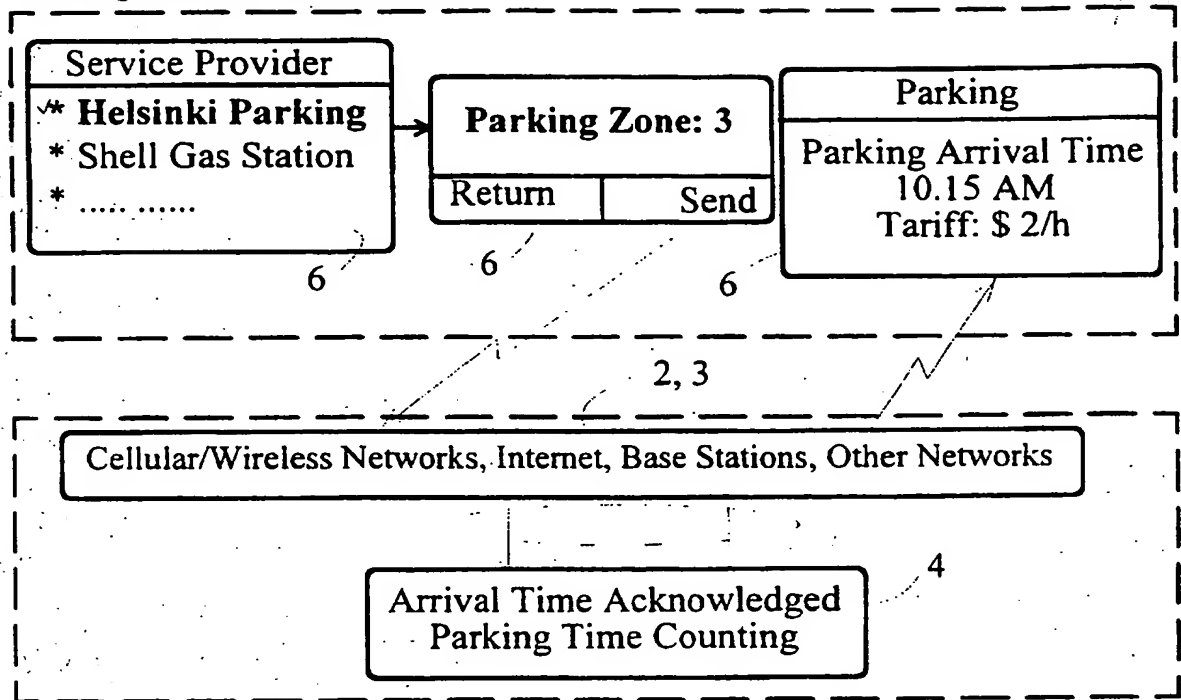 Service Provider
* Helsinki Parking
* Shell Gas Station
* ..... ......
Parking Zone: 3
Return
Send
Parking
Parking Arrival Time
10.15 AM
Tariff: $ 2/h
6
6
6
2, 3
Cellular/Wireless Networks, Internet, Base Stations, Other Networks
4
Arrival Time Acknowledged
Parking Time Counting